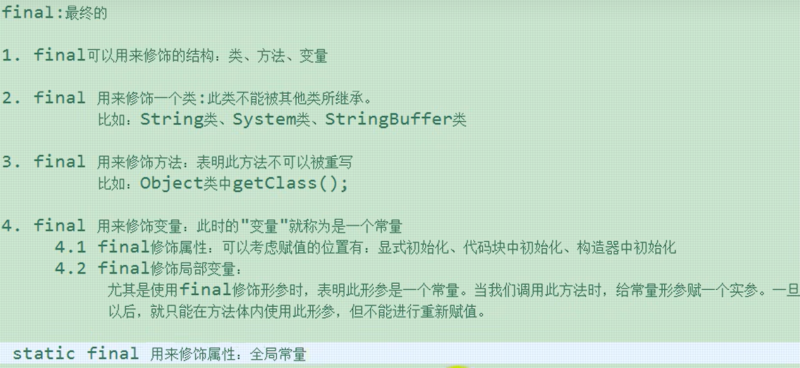 final:最终的
1. final可以用来修饰的结构：类、方法、变量
2. final 用来修饰一个类:此类不能被其他类所继承。
比如：String类、System类、StringBuffer类
3. final 用来修饰方法：表明此方法不可以被重写
比如：Object类中getClass();
4. final 用来修饰变量：此时的"变量"就称为是一个常量
4.1 final修饰属性：可以考虑赋值的位置有：显式初始化、代码块中初始化、构造器中初始化
4.2 final修饰局部变量：
尤其是使用final修饰形参时，表明此形参是一个常量。当我们调用此方法时，给常量形参赋一个实参。一旦
以后，就只能在方法体内使用此形参，但不能进行重新赋值。
static final 用来修饰属性：全局常量